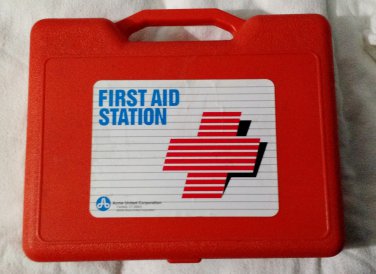 FIRST AID
STATION
Acme United Corporation